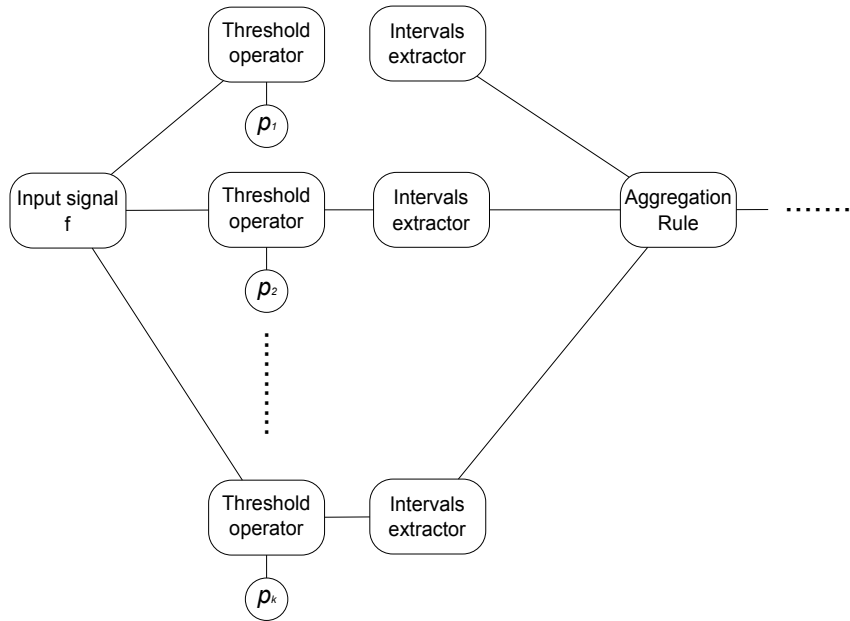 Threshold
operator
Intervals
extractor
p1
Input signal
f
Threshold
operator
Intervals
extractor
Aggregation
Rule
p2
Threshold
operator
Intervals
extractor
pk